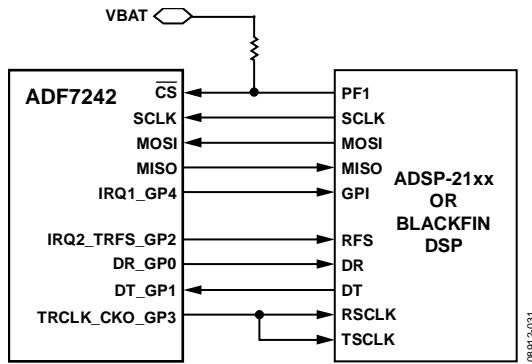 VBAT
ADF7242
CS
SCLK
MOSI
MISO
IRQ1_GP4
IRQ2_TRFS_GP2
DR_GP0
DT_GP1
TRCLK_CKO_GP3
PF1
SCLK
MOSI
MISO
GPI
RFS
DR
DT
RSCLK
TSCLK
ADSP-21xx
OR
BLACKFIN
DSP